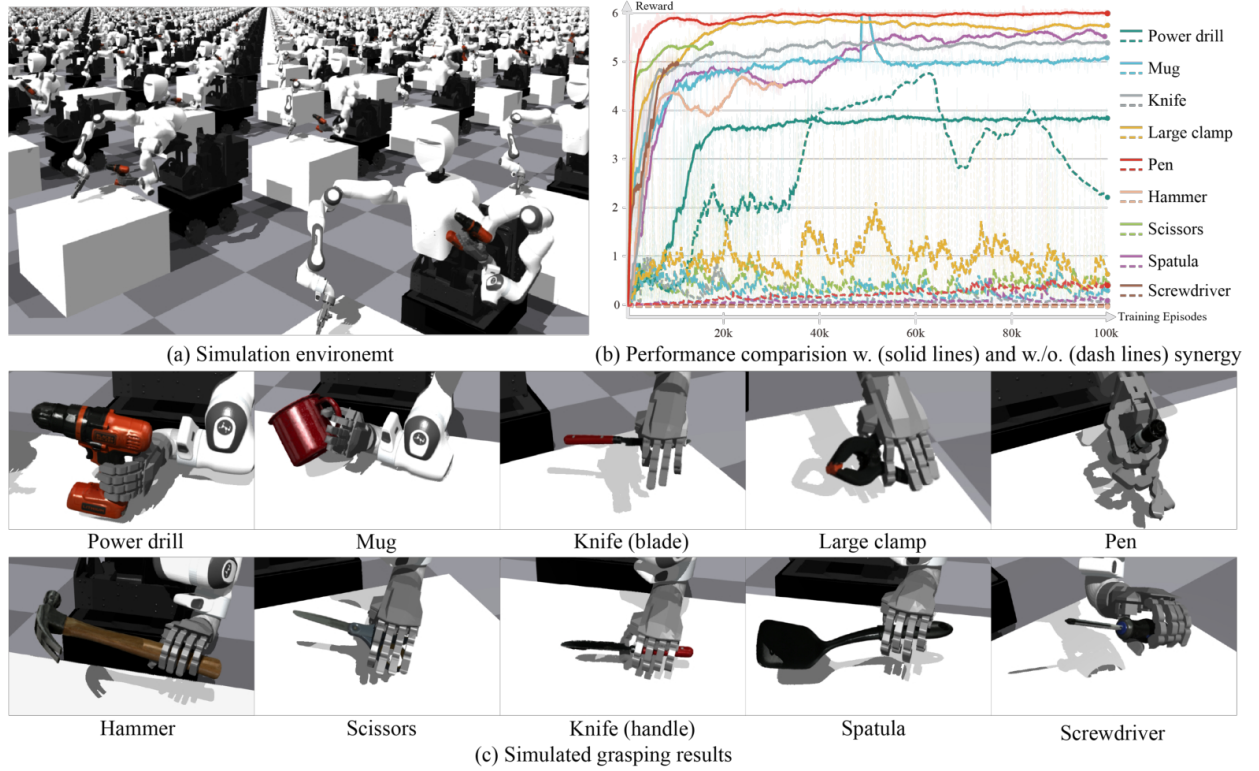 Reward
6
5
4
3
2
1
0
20k
40k
60k
80k
100k
Training Episodes
Power drill
Mug
Knife
Large clamp
Pen
Hammer
Scissors
Spatula
Screwdriver
(a) Simulation environemt
(b) Performance comparision w. (solid lines) and w./o. (dash lines) synergy
Power drill
Mug
Knife (blade)
Large clamp
Pen
Hammer
Scissors
Knife (handle)
Spatula
Screwdriver
(c) Simulated grasping results